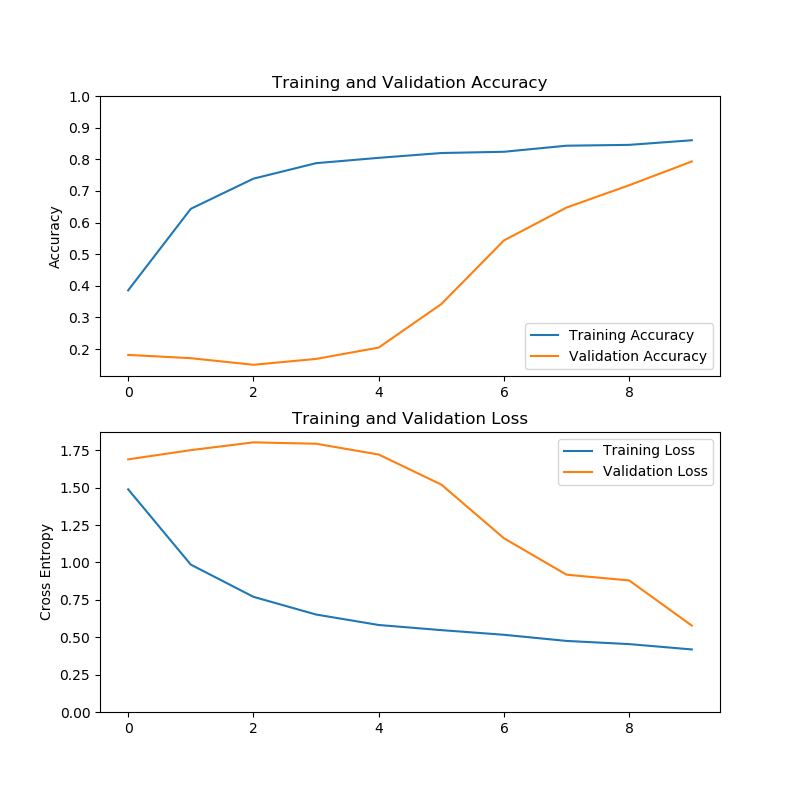 Training and Validation Accuracy
1.0
0.9
0.8
0.7
0.6
0.5
0.4
0.3
0.2
Accuracy
Training Accuracy
Validation Accuracy
0 2 4 6 8
Training and Validation Loss
1.75
1.50
1.25
1.00
0.75
0.50
0.25
0.00
Cross Entropy
Training Loss
Validation Loss
0 2 4 6 8